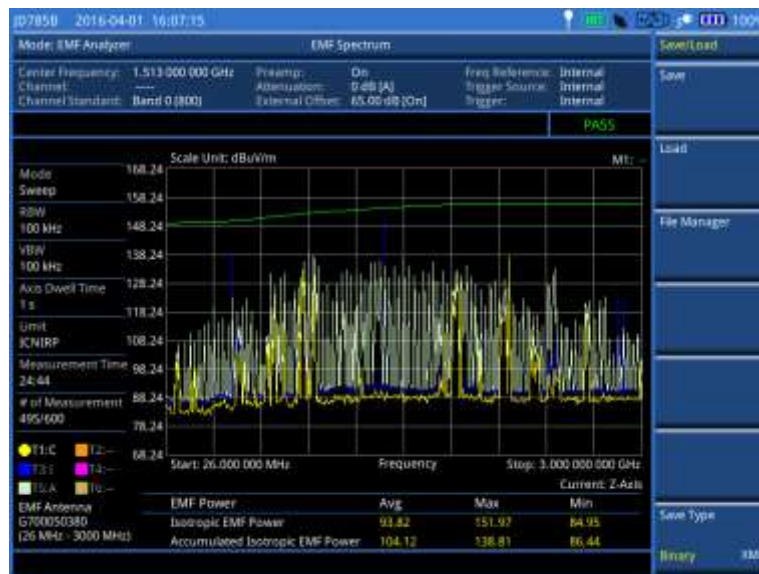 JD785B 2016-04-01 16:07:15
100%
Mode: EMF Analyzer EMF Spectrum
Save/Load
Center Frequency: 1.513 000 000 GHz Preamp: On Freq Reference: Internal
Channel: ---- Attenuation: 0 dB [A] Trigger Source: Internal
Channel Standard: Band 0 [800] External Offset: 65.00 dB [On] Trigger: Internal
Save
PASS
Load
Scale Unit: dBuV/m M1: --
Mode
Sweep
RBW
100 kHz
VBW
100 kHz
Axis Dwell Time
1 s
Limit
ICNIRP
Measurement Time
24:44
# of Measurement
495/600
168.24
158.24
148.24
138.24
128.24
118.24
108.24
98.24
88.24
78.24
68.24
File Manager
T1:C T2:--
T3:I T4:--
T5:A T6:--
Start: 26.000 000 MHz Frequency Stop: 3.000 000 000 GHz
Current: Z-Axis
EMF Antenna
G700050380
(26 MHz - 3000 MHz)
EMF Power Avg Max Min
Isotropic EMF Power 93.82 151.97 84.95
Accumulated Isotropic EMF Power 104.12 138.81 86.44
Save Type
Binary